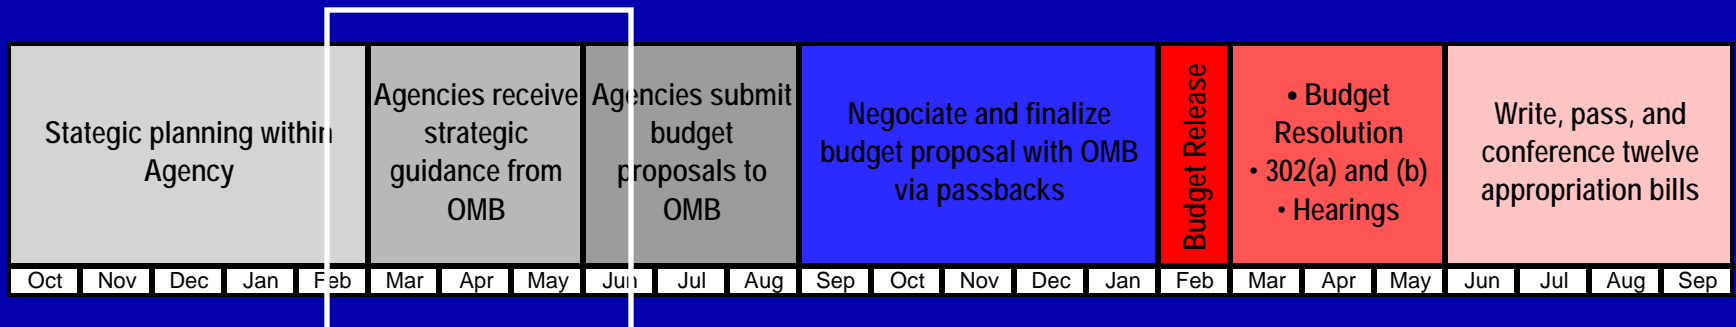 Stategic planning within
Agency
Agencies receive
strategic
guidance from
OMB
Agencies submit
budget
proposals to
OMB
Negociate and finalize
budget proposal with OMB
via passbacks
Budget Release
• Budget
Resolution
• 302(a) and (b)
• Hearings
Write, pass, and
conference twelve
appropriation bills
Oct Nov Dec Jan Feb Mar Apr May Jun Jul Aug Sep Oct Nov Dec Jan Feb Mar Apr May Jun Jul Aug Sep